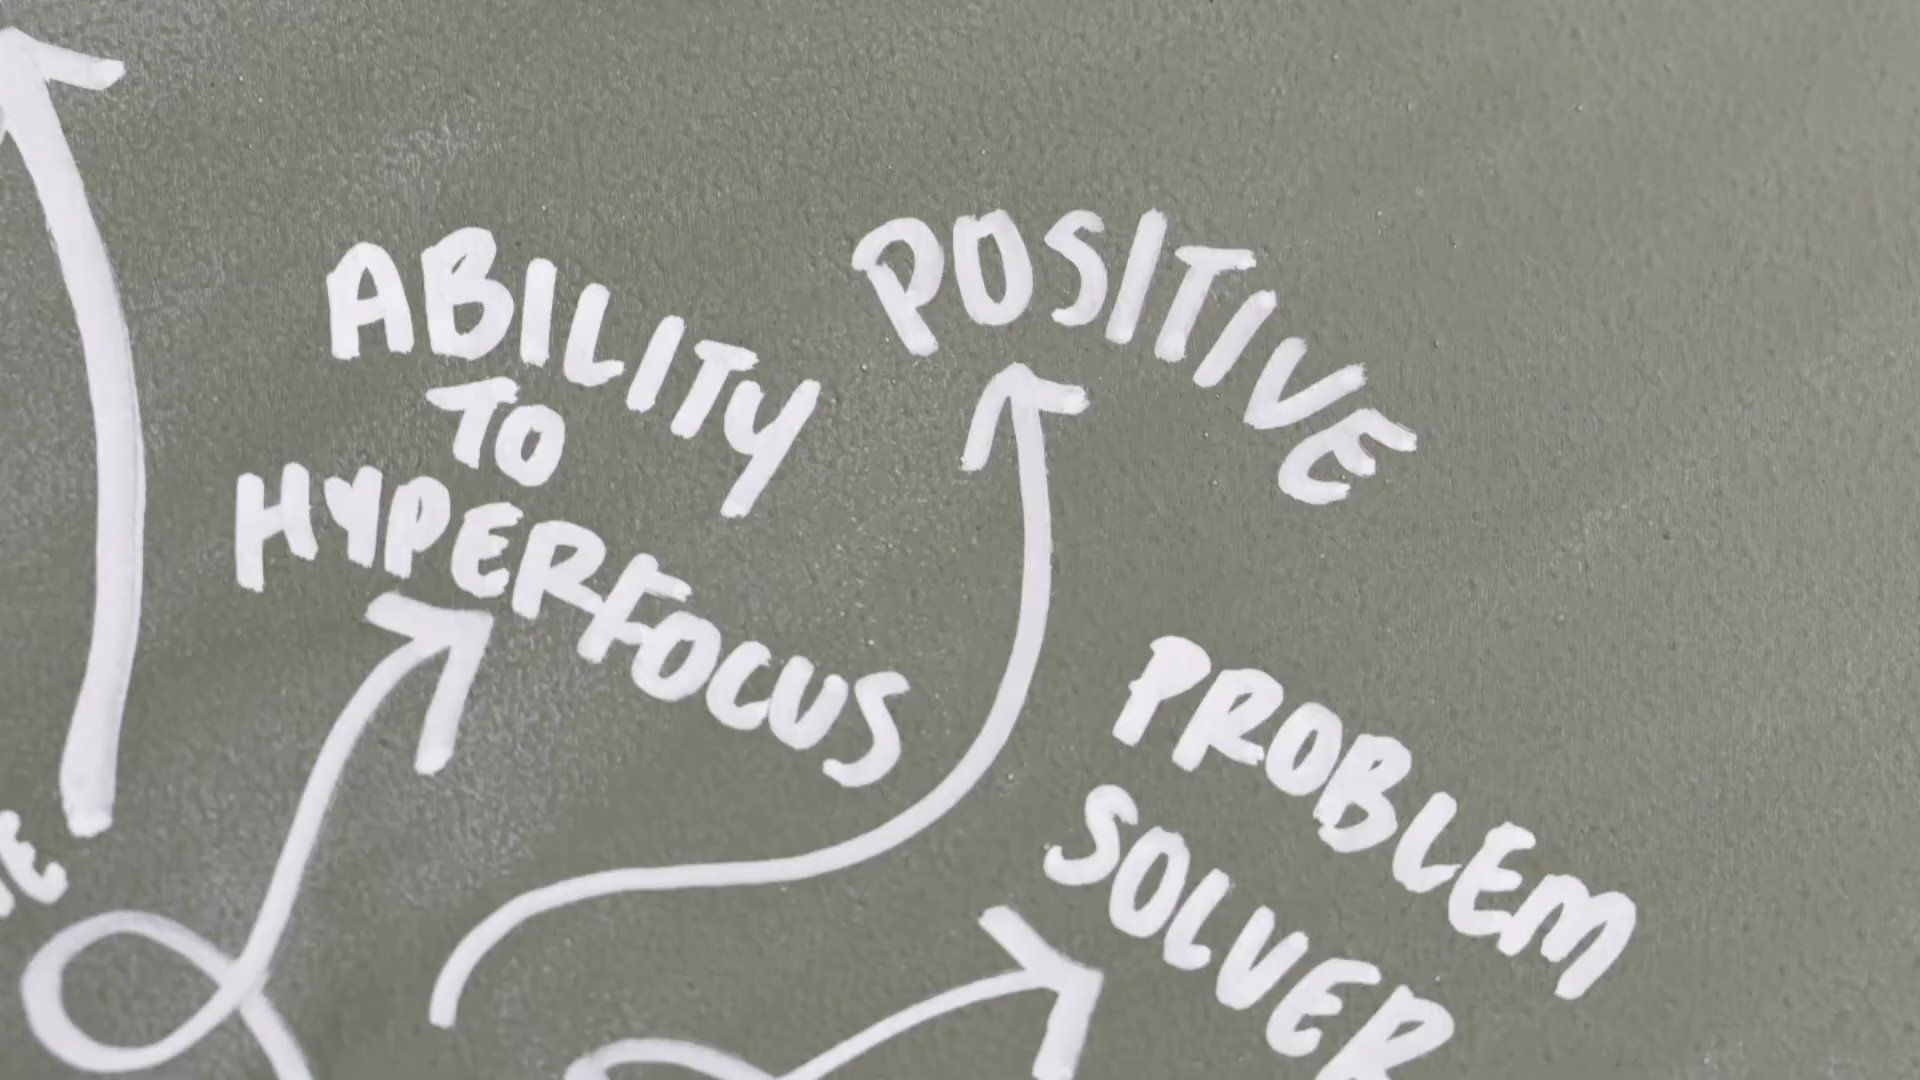 ABILITY
TO
HYPERFOCUS
POSITIVE
PROBLEM
SOLVER